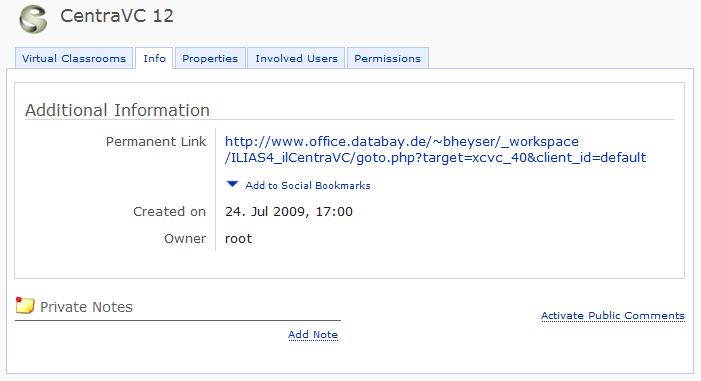 CentraVC 12
Virtual Classrooms Info Properties Involved Users Permissions
Additional Information
Permanent Link http://www.office.databay.de/~bheyser/_workspace
/ILIAS4_ilCentraVC/goto.php?target=xcvc_40&client_id=default
Add to Social Bookmarks
Created on 24. Jul 2009, 17:00
Owner root
Private Notes
Activate Public Comments
Add Note